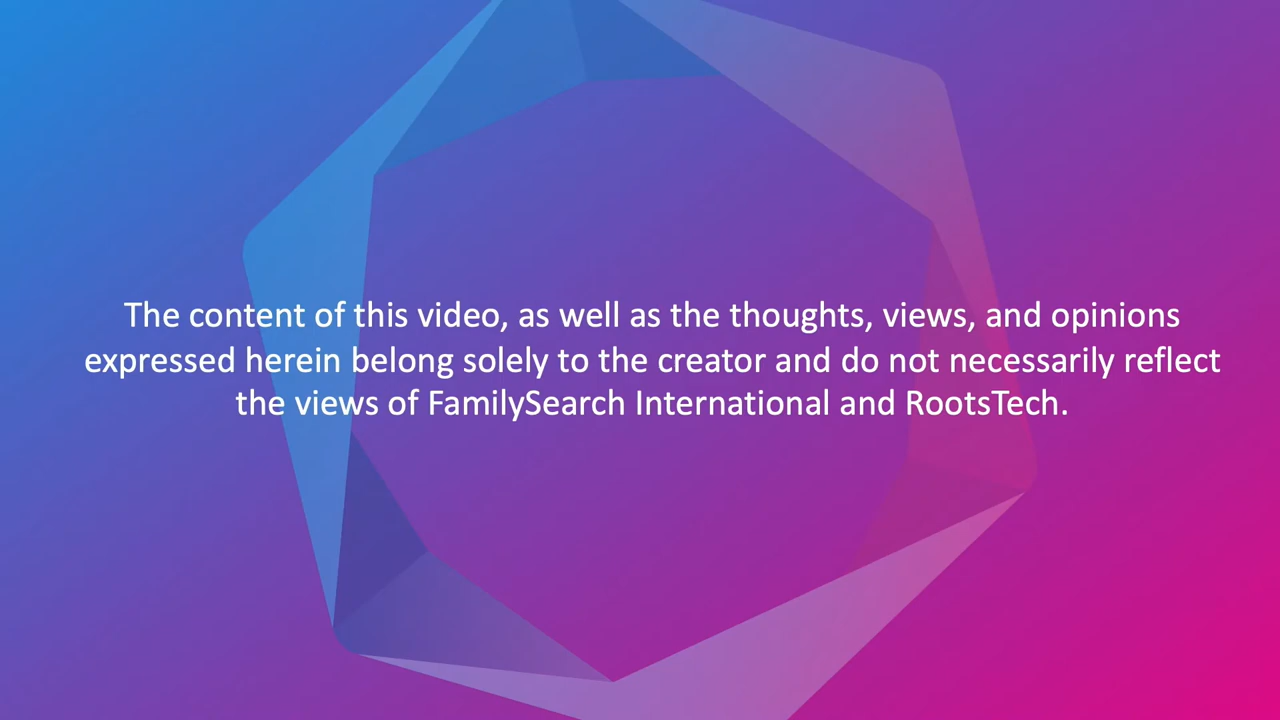 The content of this video, as well as the thoughts, views, and opinions
expressed herein belong solely to the creator and do not necessarily reflect
the views of FamilySearch International and RootsTech.